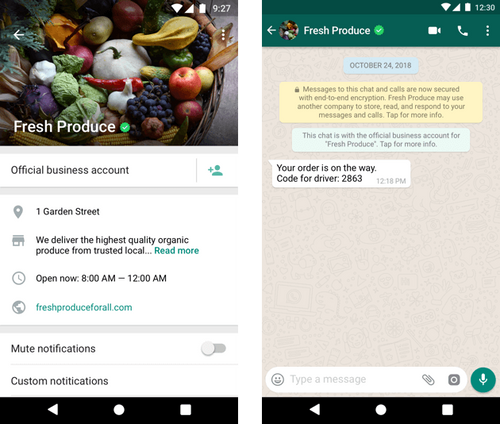 9:27
Fresh Produce
Official business account
1 Garden Street
We deliver the highest quality organic
produce from trusted local... Read more
Open now: 8:00 AM — 12:00 AM
freshproduceforall.com
Mute notifications
Custom notifications
12:30
Fresh Produce
OCTOBER 24, 2018
Messages to this chat and calls are now secured
with end-to-end encryption. Fresh Produce may use
another company to store, read, and respond to your
messages and calls. Tap for more info.
This chat is with the official business account for
"Fresh Produce". Tap for more info.
Your order is on the way.
Code for driver: 2863 12:18 PM
Type a message